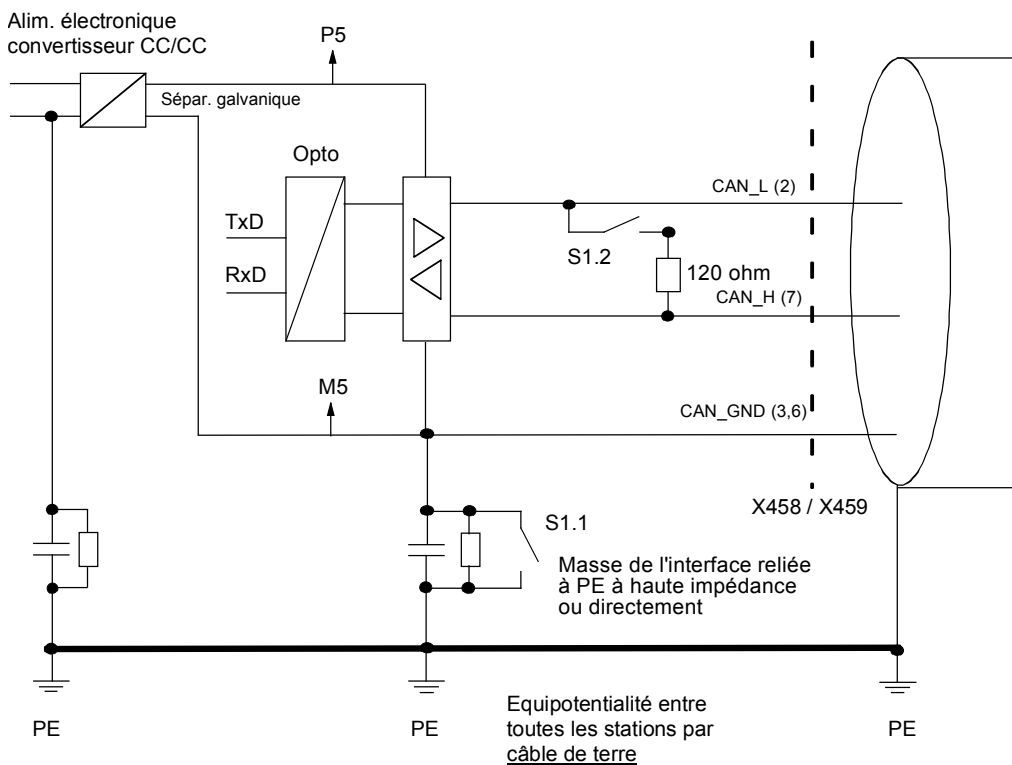 Alim. électronique
convertisseur CC/CC
P5
Sépar. galvanique
Opto
CAN_L (2)
TxD
S1.2
RxD
120 ohm
CAN_H (7)
M5
CAN_GND (3,6)
X458 / X459
S1.1
Masse de l'interface reliée
à PE à haute impédance
ou directement
PE
PE
Equipotentialité entre
toutes les stations par
câble de terre
PE